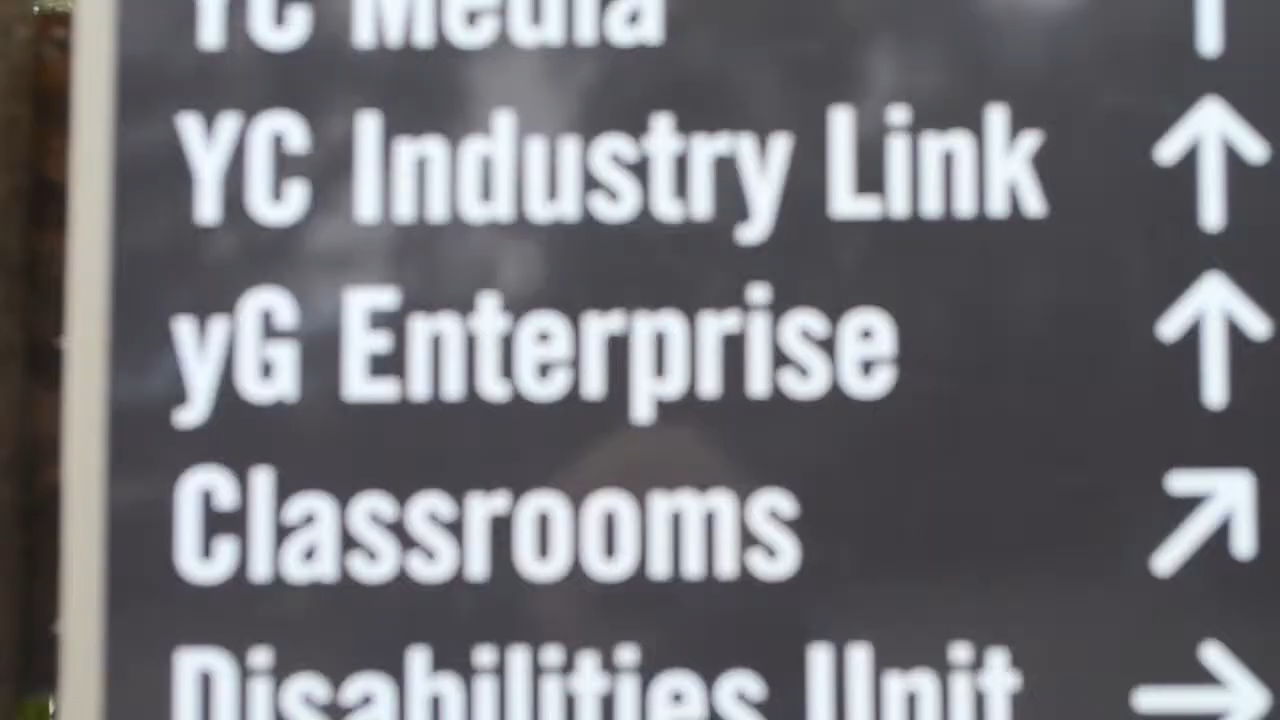 YC Media
YC Industry Link
yG Enterprise
Classrooms
Disabilities Unit